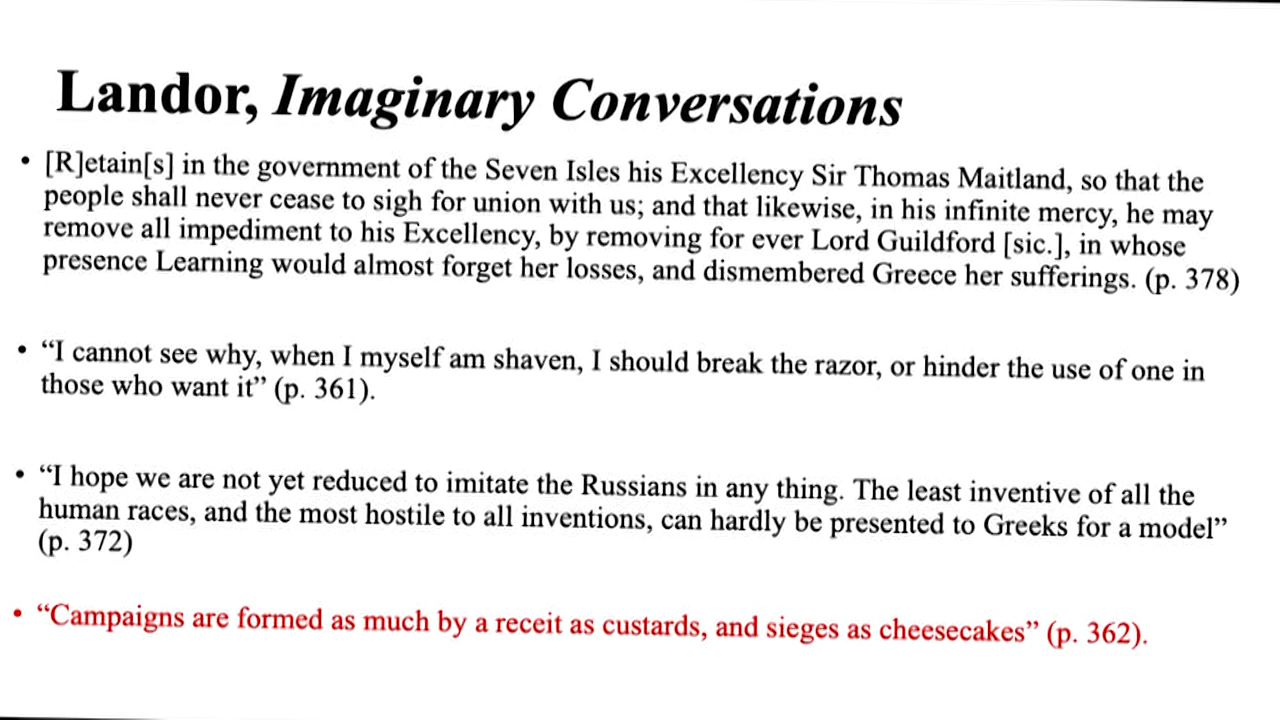 Landor, Imaginary Conversations
• [R]etain[s] in the government of the Seven Isles his Excellency Sir Thomas Maitland, so that the
people shall never cease to sigh for union with us; and that likewise, in his infinite mercy, he may
remove all impediment to his Excellency, by removing for ever Lord Guildford [sic.], in whose
presence Learning would almost forget her losses, and dismembered Greece her sufferings. (p. 378)
• “I cannot see why, when I myself am shaven, I should break the razor, or hinder the use of one in
those who want it” (p. 361).
• “I hope we are not yet reduced to imitate the Russians in any thing. The least inventive of all the
human races, and the most hostile to all inventions, can hardly be presented to Greeks for a model”
(p. 372)
• “Campaigns are formed as much by a receit as custards, and sieges as cheesecakes” (p. 362).